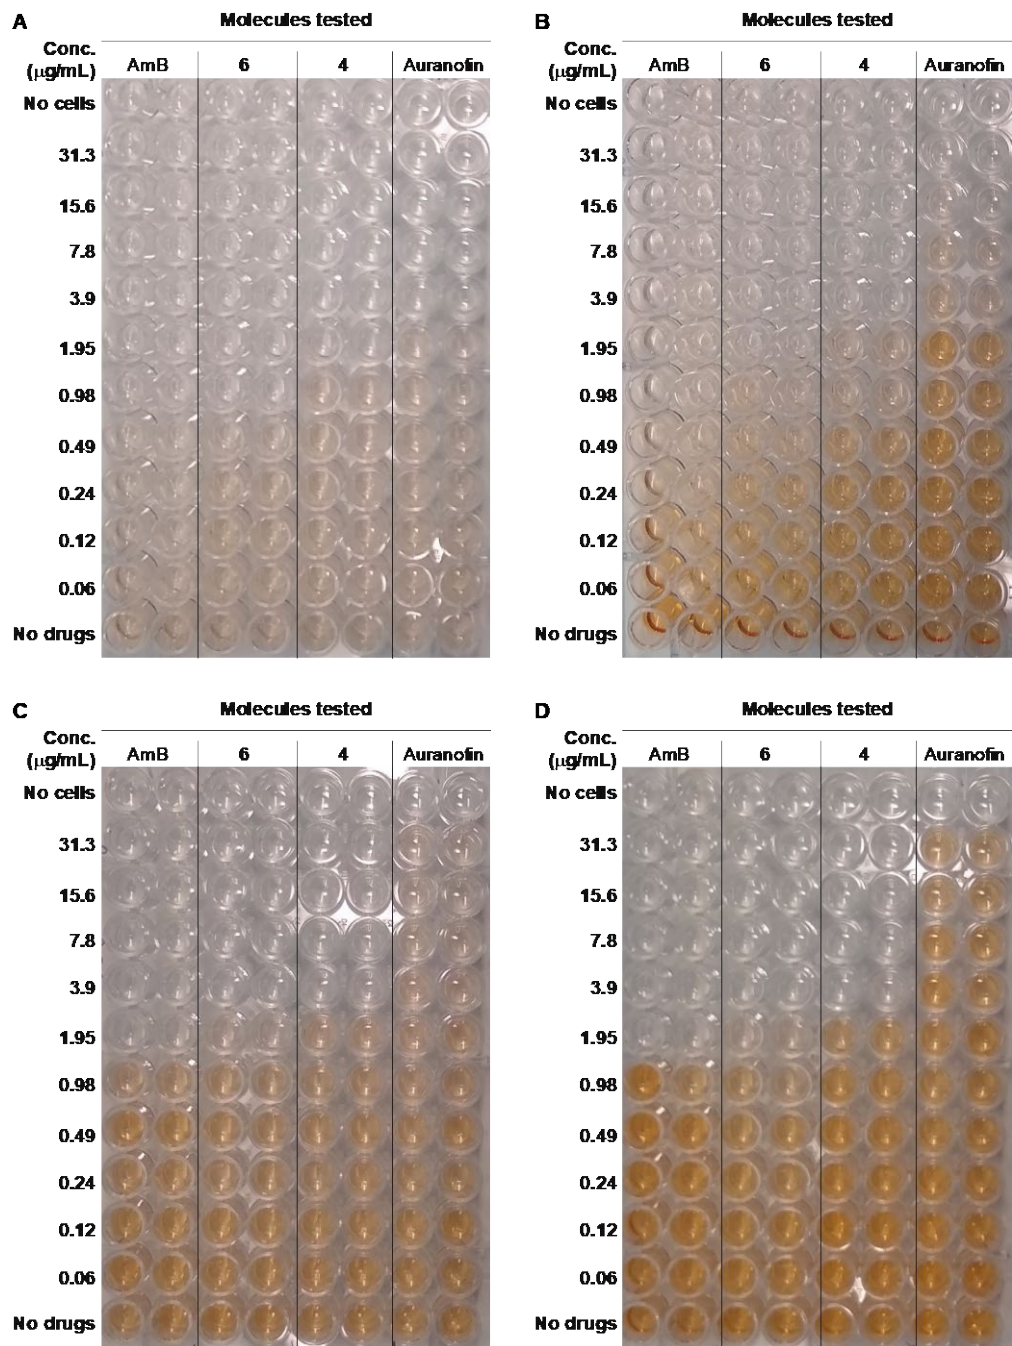 A
Molecules tested
Conc.
(µg/mL)
AmB 6 4 Auranofin
No cells
31.3
15.6
7.8
3.9
1.95
0.98
0.49
0.24
0.12
0.06
No drugs
B
Molecules tested
Conc.
(µg/mL)
AmB 6 4 Auranofin
No cells
31.3
15.6
7.8
3.9
1.95
0.98
0.49
0.24
0.12
0.06
No drugs
C
Molecules tested
Conc.
(µg/mL)
AmB 6 4 Auranofin
No cells
31.3
15.6
7.8
3.9
1.95
0.98
0.49
0.24
0.12
0.06
No drugs
D
Molecules tested
Conc.
(µg/mL)
AmB 6 4 Auranofin
No cells
31.3
15.6
7.8
3.9
1.95
0.98
0.49
0.24
0.12
0.06
No drugs